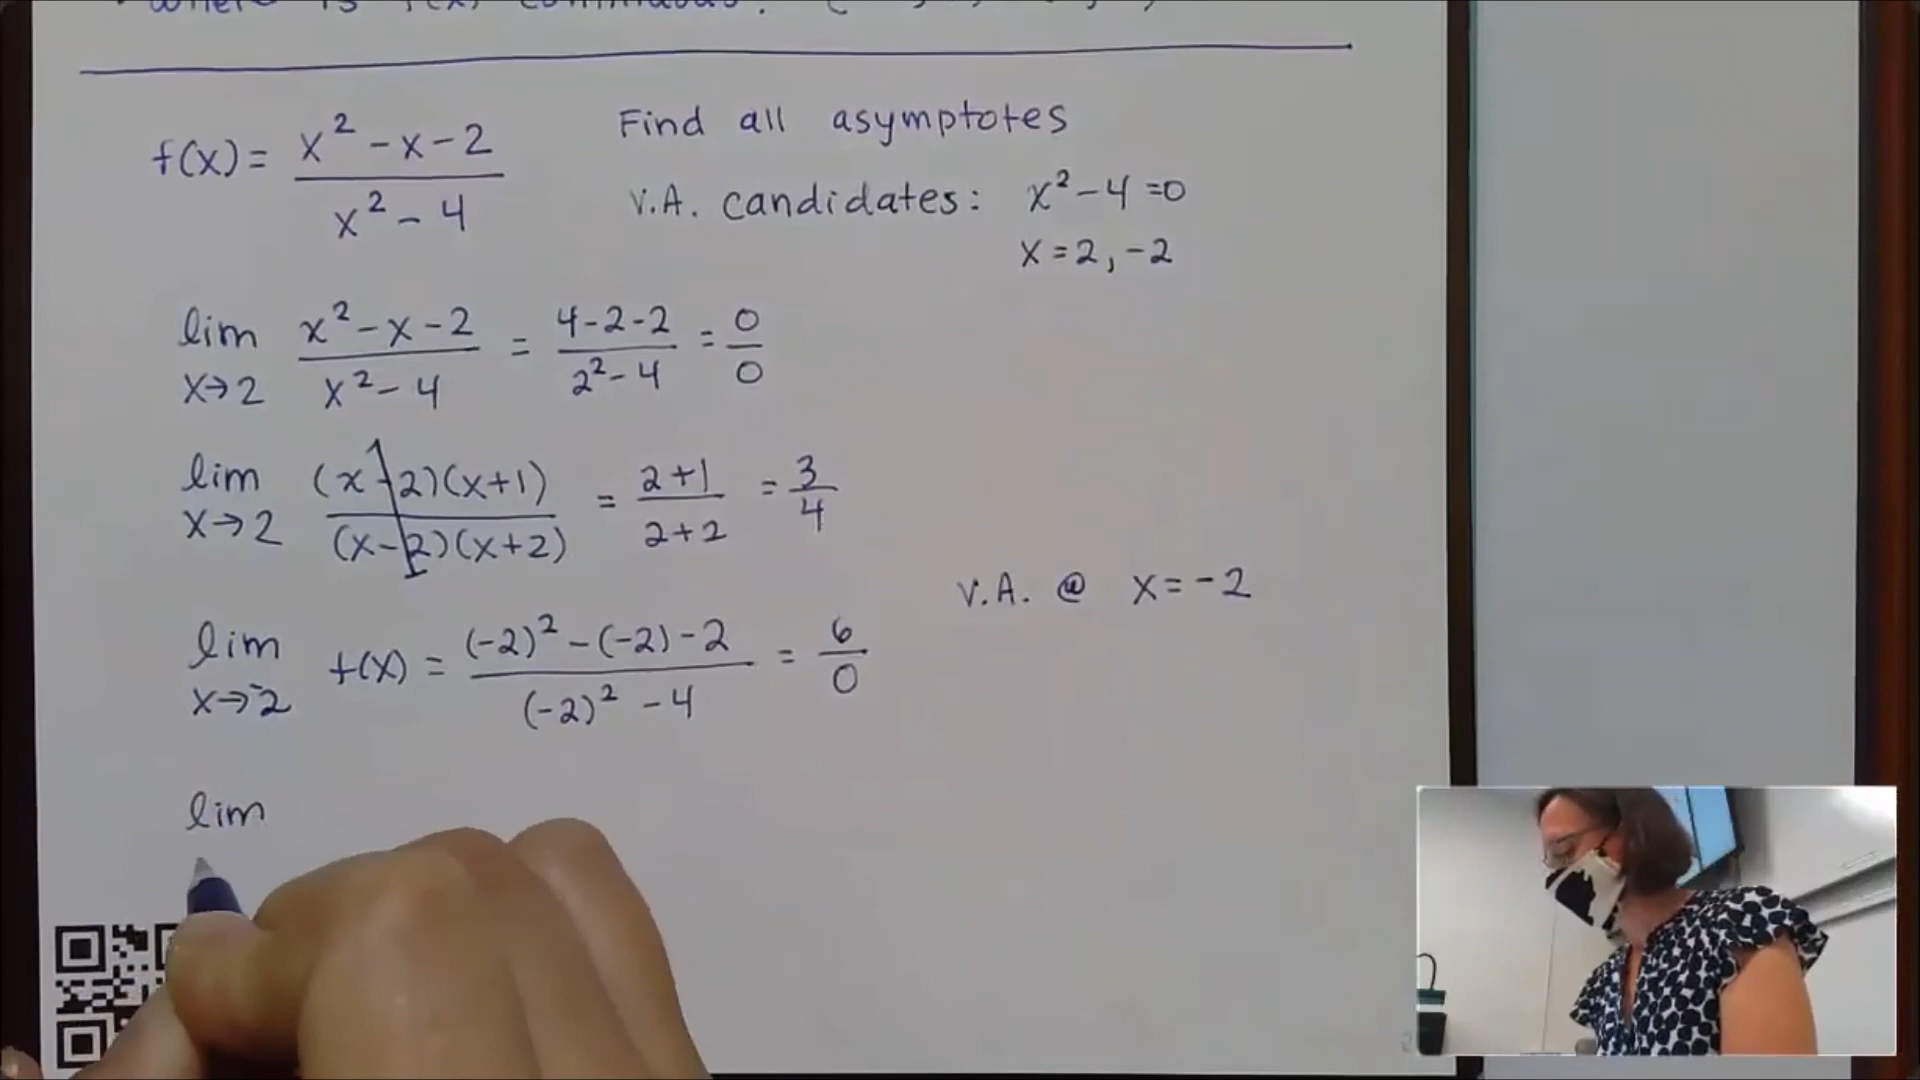 f(x) = x² - x - 2 / x² - 4
Find all asymptotes
V.A. candidates: x² - 4 = 0
x = 2, -2
lim x→2 x² - x - 2 / x² - 4 = 4 - 2 - 2 / 2² - 4 = 0/0
lim x→2 (x - 2)(x + 1) / (x - 2)(x + 2) = 2 + 1 / 2 + 2 = 3/4
V.A. @ x = -2
lim x→-2 f(x) = (-2)² - (-2) - 2 / (-2)² - 4 = 6/0
lim